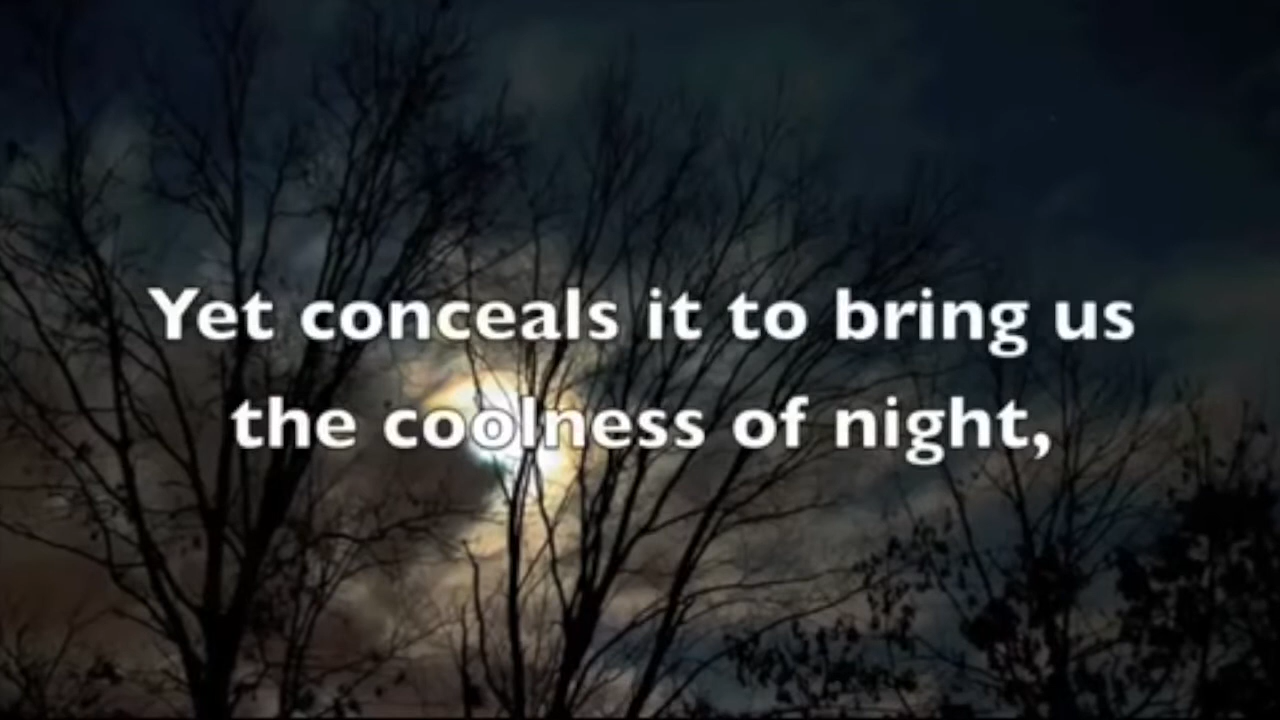 Yet conceals it to bring us
the coolness of night,